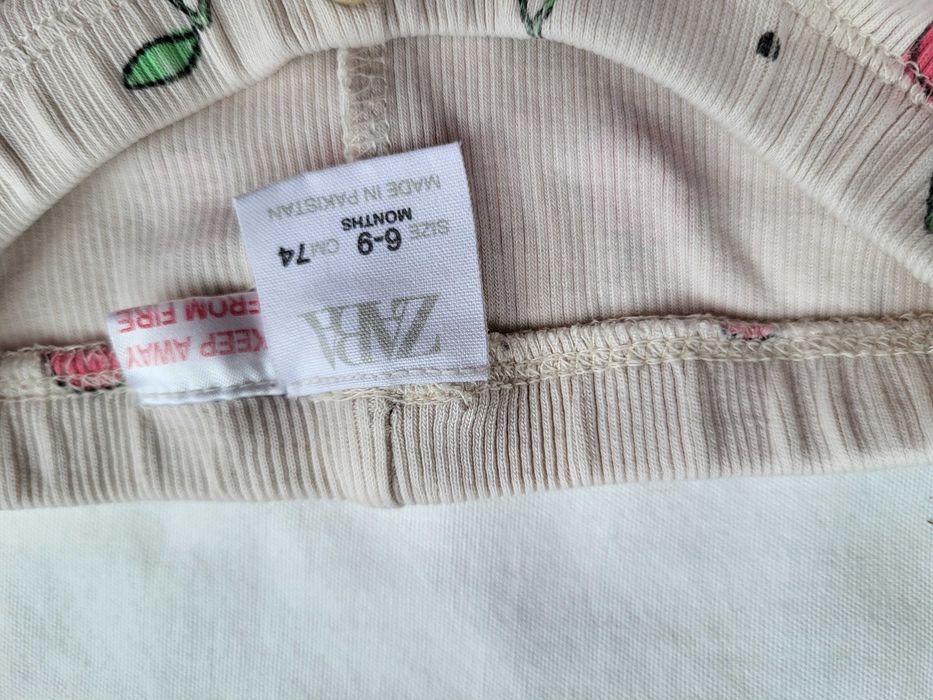 ZARA
SIZE 6-9 MONTHS CM 74
MADE IN PAKISTAN
KEEP AWAY
FROM FIRE